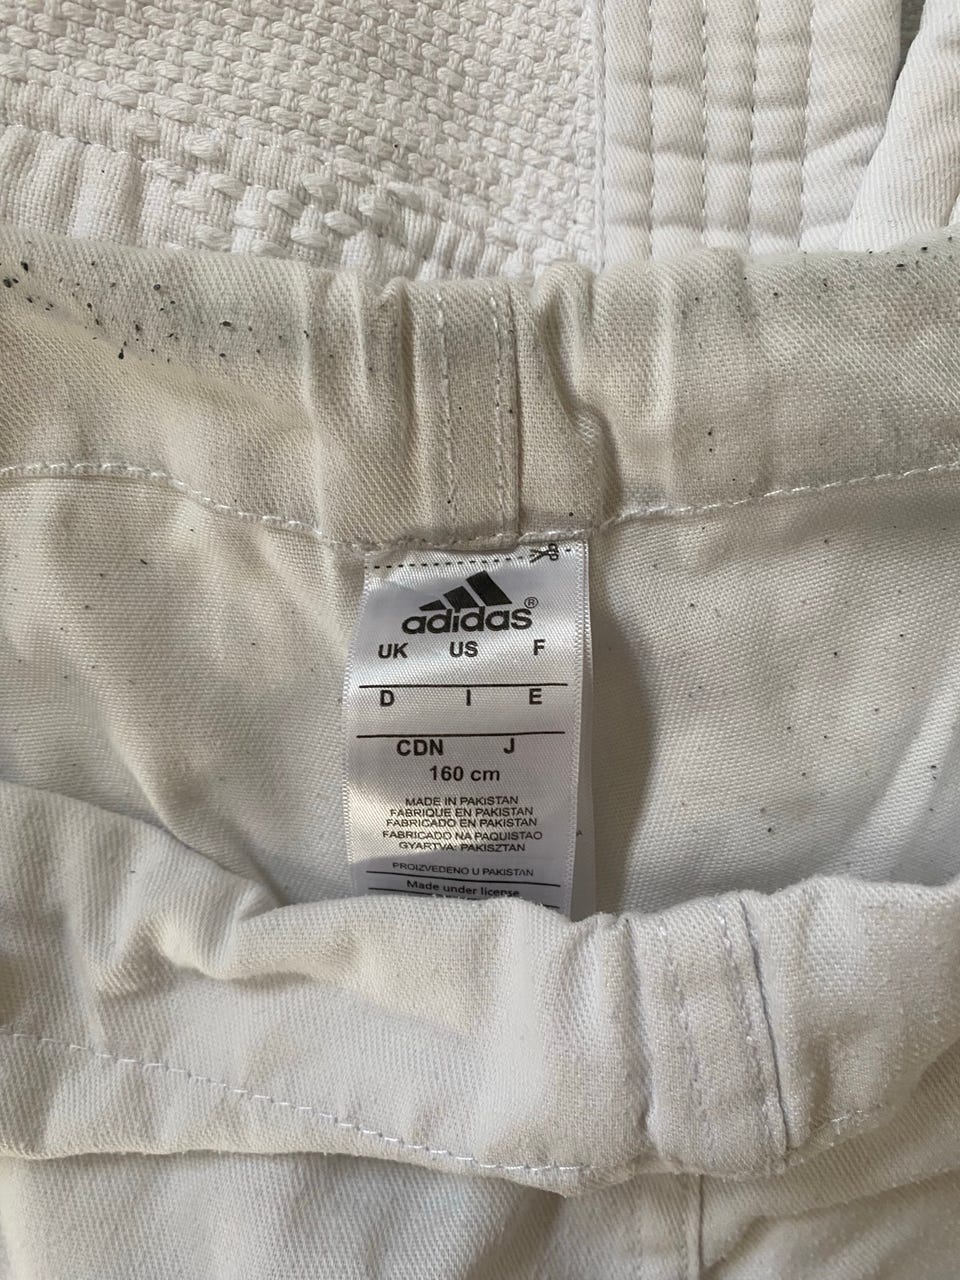 adidas®
UK US F
D I E
CDN J
160 cm
MADE IN PAKISTAN
FABRIQUE EN PAKISTAN
FABRICADO EN PAKISTAN
FABRICADO NA PAQUISTAO
GYARTVA: PAKISZTAN
PROIZVEDENO U PAKISTAN
Made under license